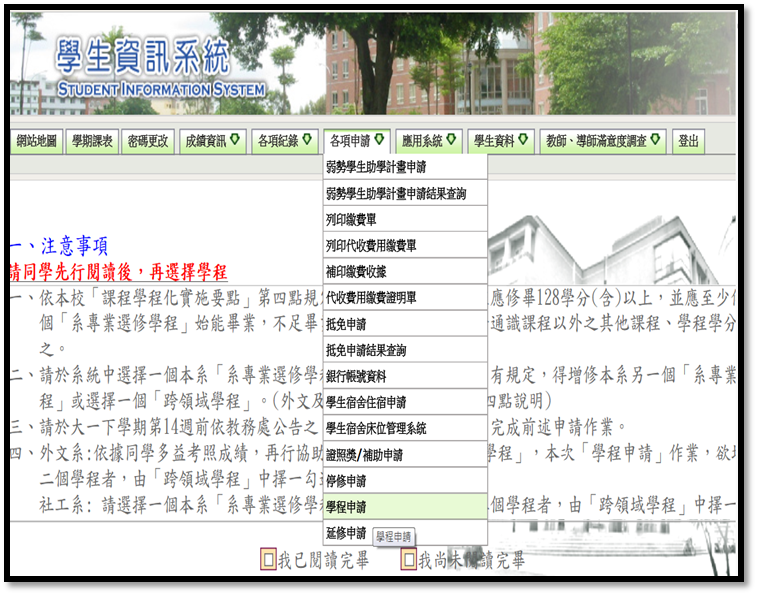 學生資訊系統
STUDENT INFORMATION SYSTEM
網站地圖 學期課表 密碼更改 成績資訊 各項紀錄 各項申請 應用系統 學生資料 教師、導師滿意度調查 登出
弱勢學生助學計畫申請
弱勢學生助學計畫申請結果查詢
列印繳費單
列印代收費用繳費單
補印繳費收據
代收費用繳費證明單
抵免申請
抵免申請結果查詢
銀行帳號資料
學生宿舍住宿申請
學生宿舍床位管理系統
證照獎/補助申請
停修申請
學程申請
延修申請
學程申請
一、注意事項
請同學先行閱讀後，再選擇學程
一、依本校「課程學程化實施要點」第四點規 應修畢128學分(含)以上，並應至少
個「系專業選修學程」始能畢業，不足畢 通識課程以外之其他課程、學程學分
之。
二、請於系統中選擇一個本系「系專業選修學 有規定，得增修本系另一個「系專業
程」或選擇一個「跨領域學程」。(外文及 四點說明)
三、請於大一下學期第14週前依教務處公告之 完成前述申請作業。
四、外文系:依據同學多益考照成績，再行協助 學程」，本次「學程申請」作業，欲
二個學程者，由「跨領域學程」中擇一勾
社工系: 請選擇一個本系「系專業選修學 個學程者，由「跨領域學程」中擇一
我已閱讀完畢 我尚未閱讀完畢